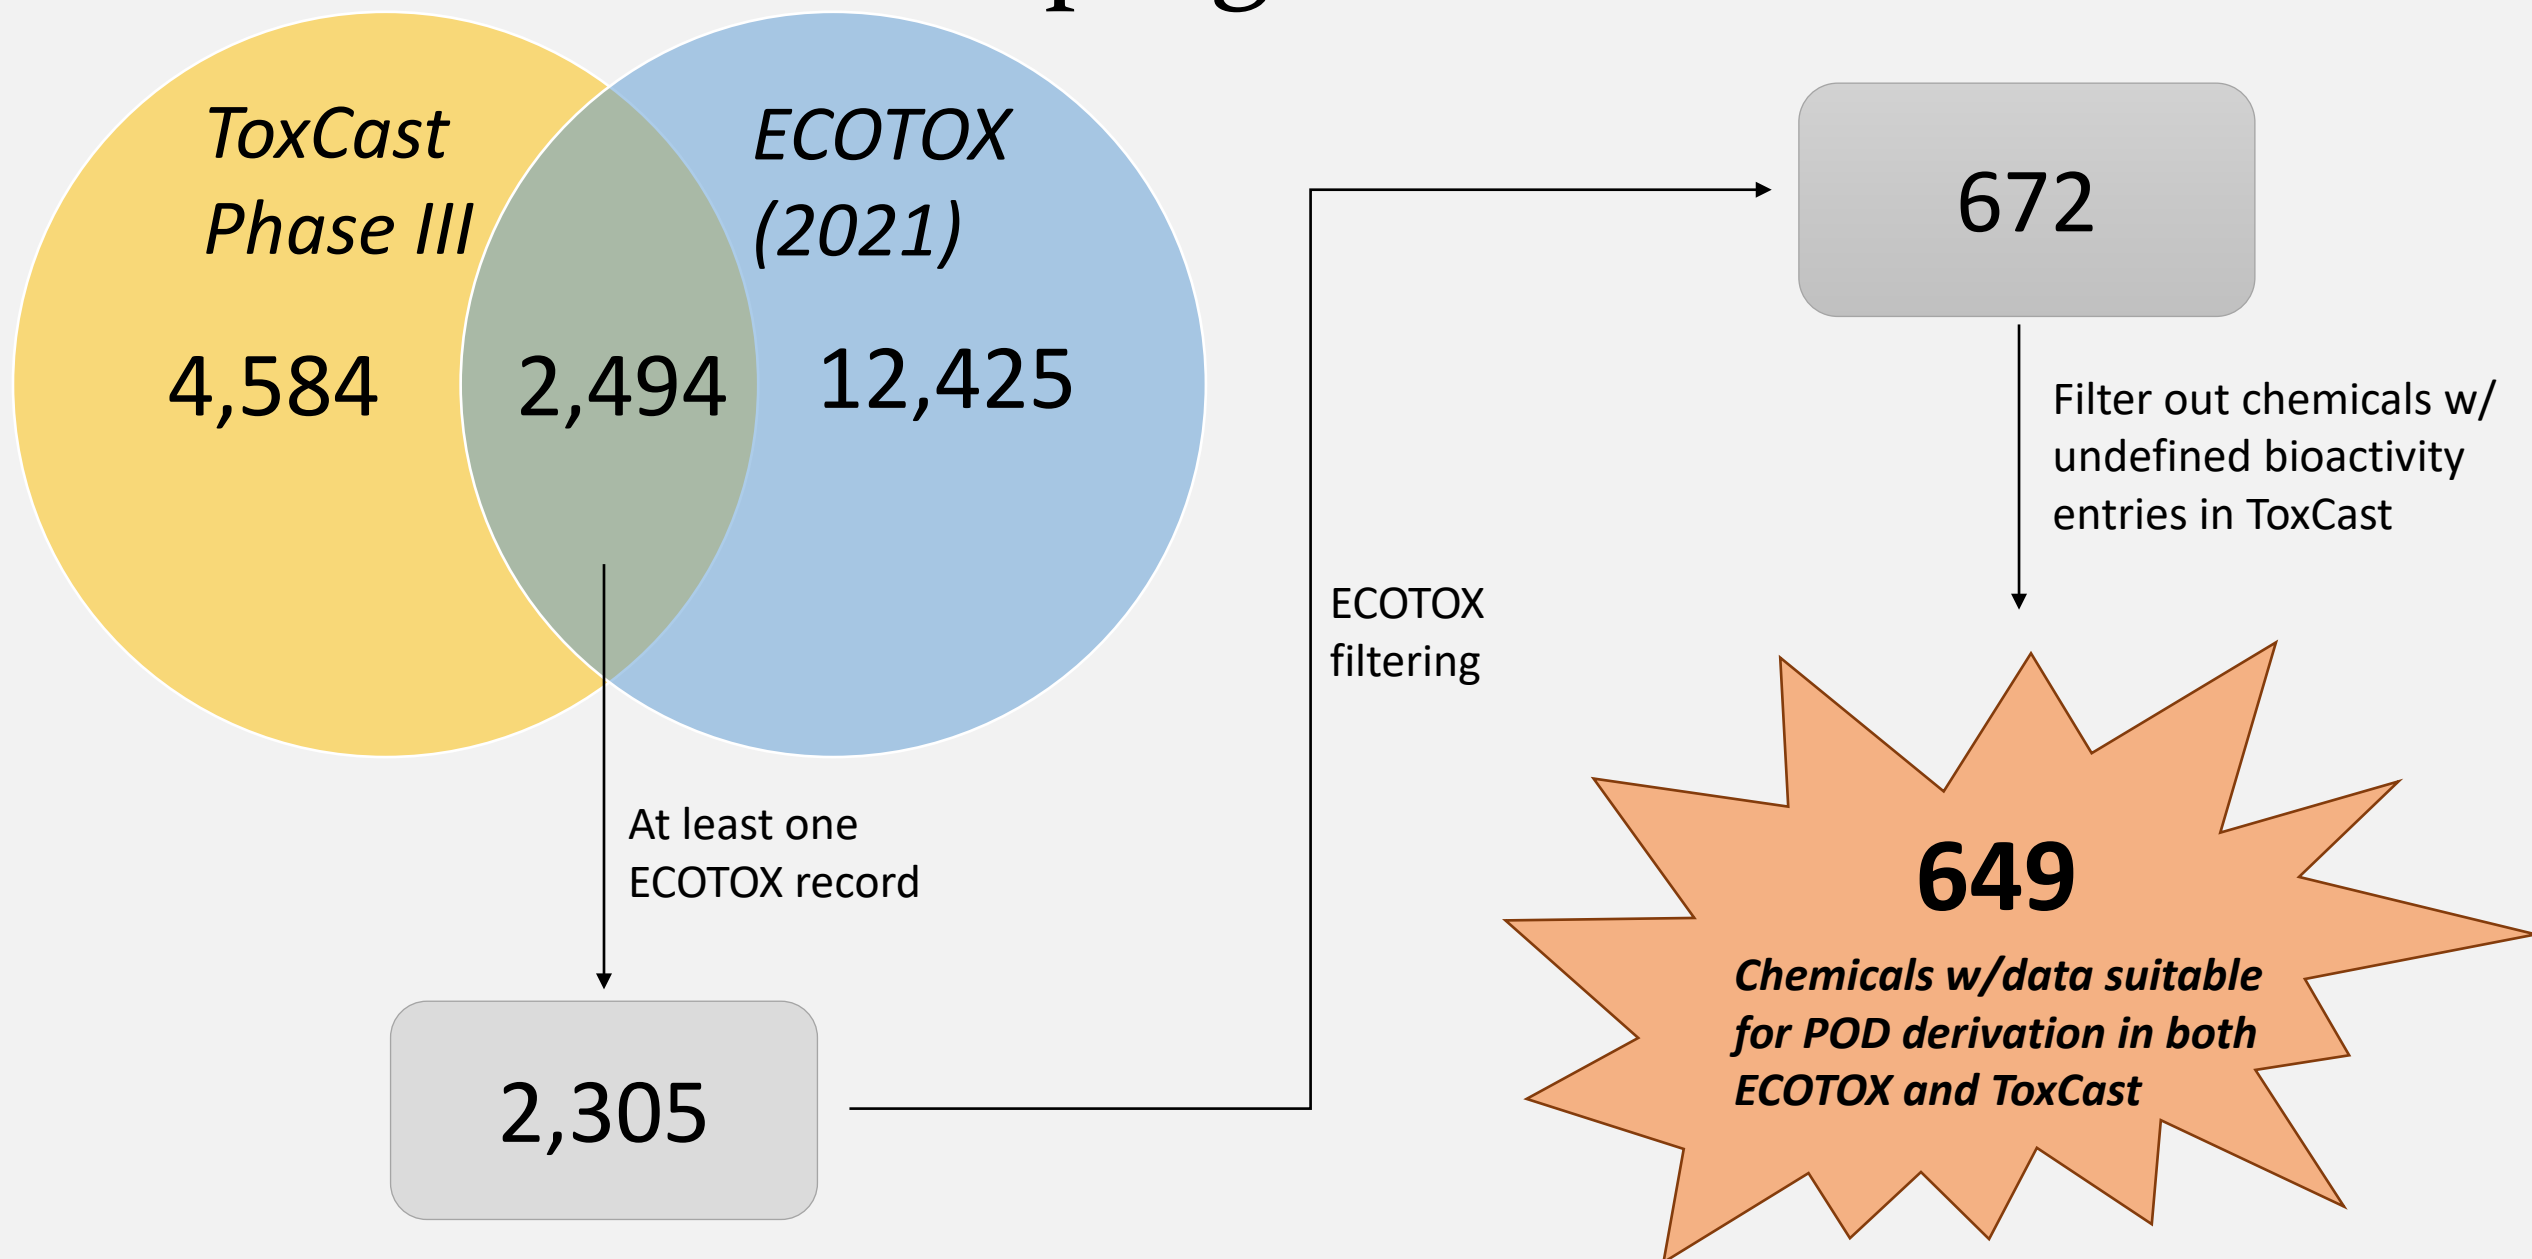 ToxCast
Phase III
ECOTOX
(2021)
4,584
2,494
12,425
At least one
ECOTOX record
2,305
ECOTOX
filtering
672
Filter out chemicals w/
undefined bioactivity
entries in ToxCast
649
Chemicals w/data suitable
for POD derivation in both
ECOTOX and ToxCast